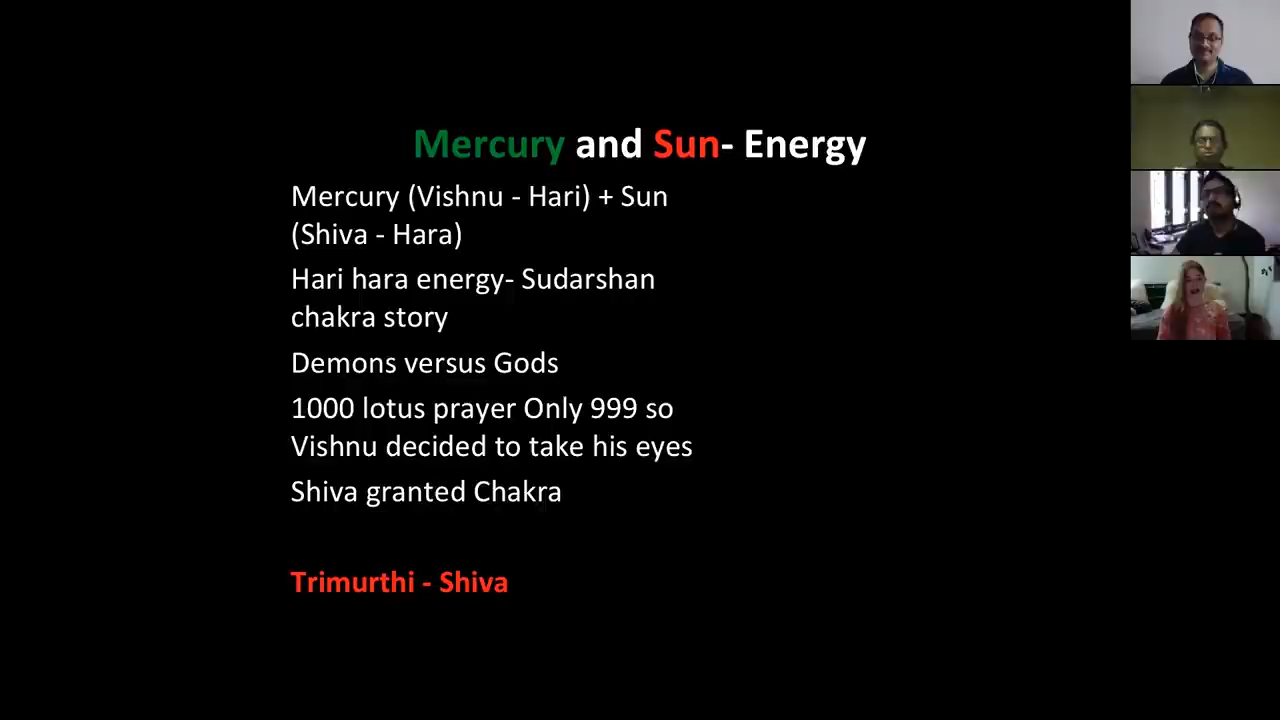 Mercury and Sun- Energy
Mercury (Vishnu - Hari) + Sun
(Shiva - Hara)
Hari hara energy- Sudarshan
chakra story
Demons versus Gods
1000 lotus prayer Only 999 so
Vishnu decided to take his eyes
Shiva granted Chakra
Trimurthi - Shiva